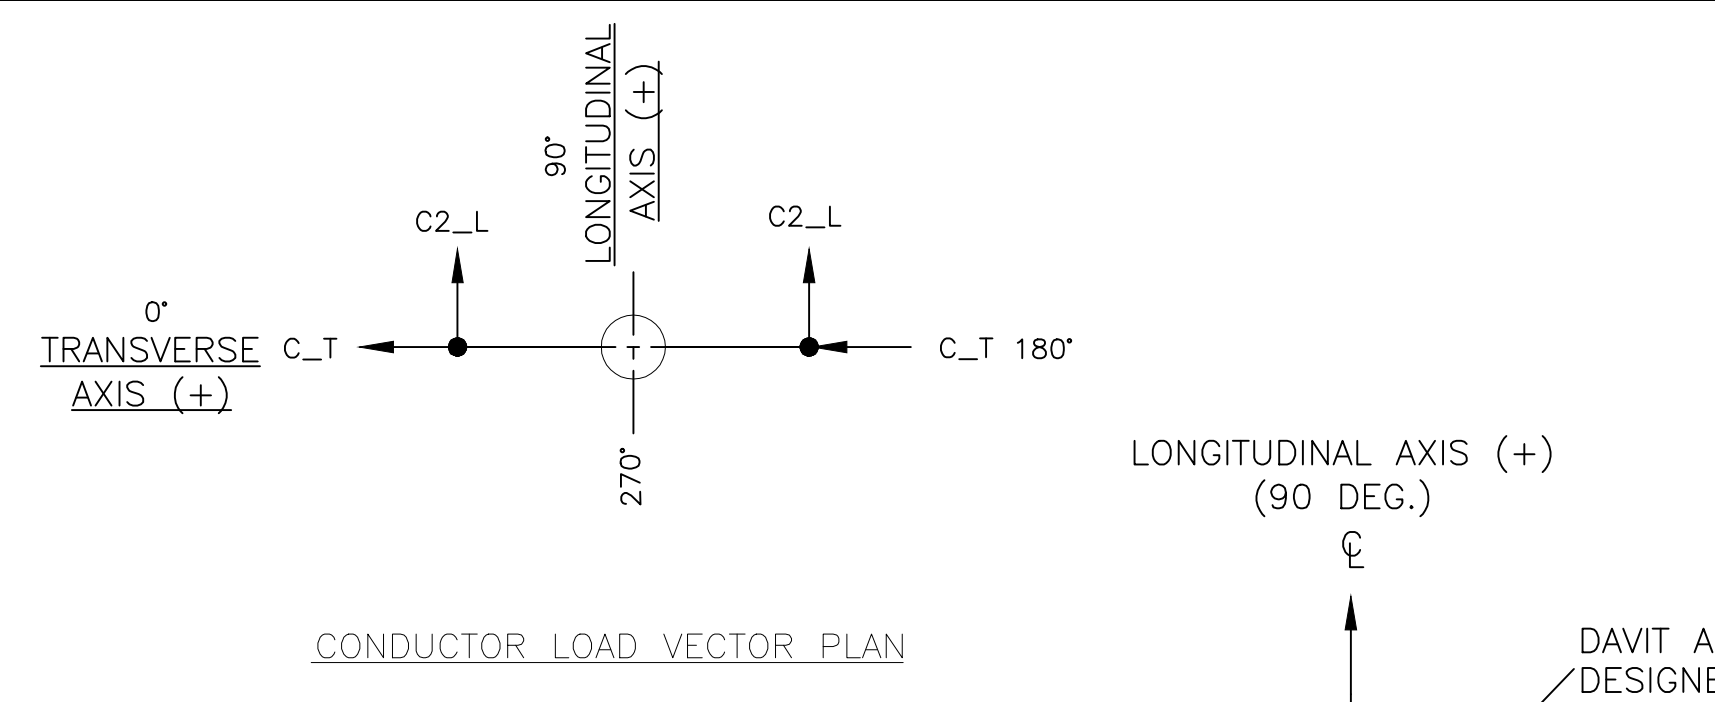 90°
LONGITUDINAL
AXIS (+)
C2_L
C2_L
0°
TRANSVERSE
AXIS (+)
C_T
T
C_T 180°
270°
CONDUCTOR LOAD VECTOR PLAN
LONGITUDINAL AXIS (+)
(90 DEG.)
℄
DAVIT A
DESIGNE